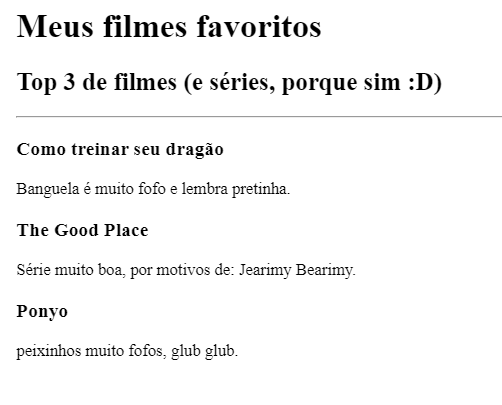 Meus filmes favoritos
Top 3 de filmes (e séries, porque sim :D)
Como treinar seu dragão
Banguela é muito fofo e lembra pretinha.
The Good Place
Série muito boa, por motivos de: Jearimy Bearimy.
Ponyo
peixinhos muito fofos, glub glub.